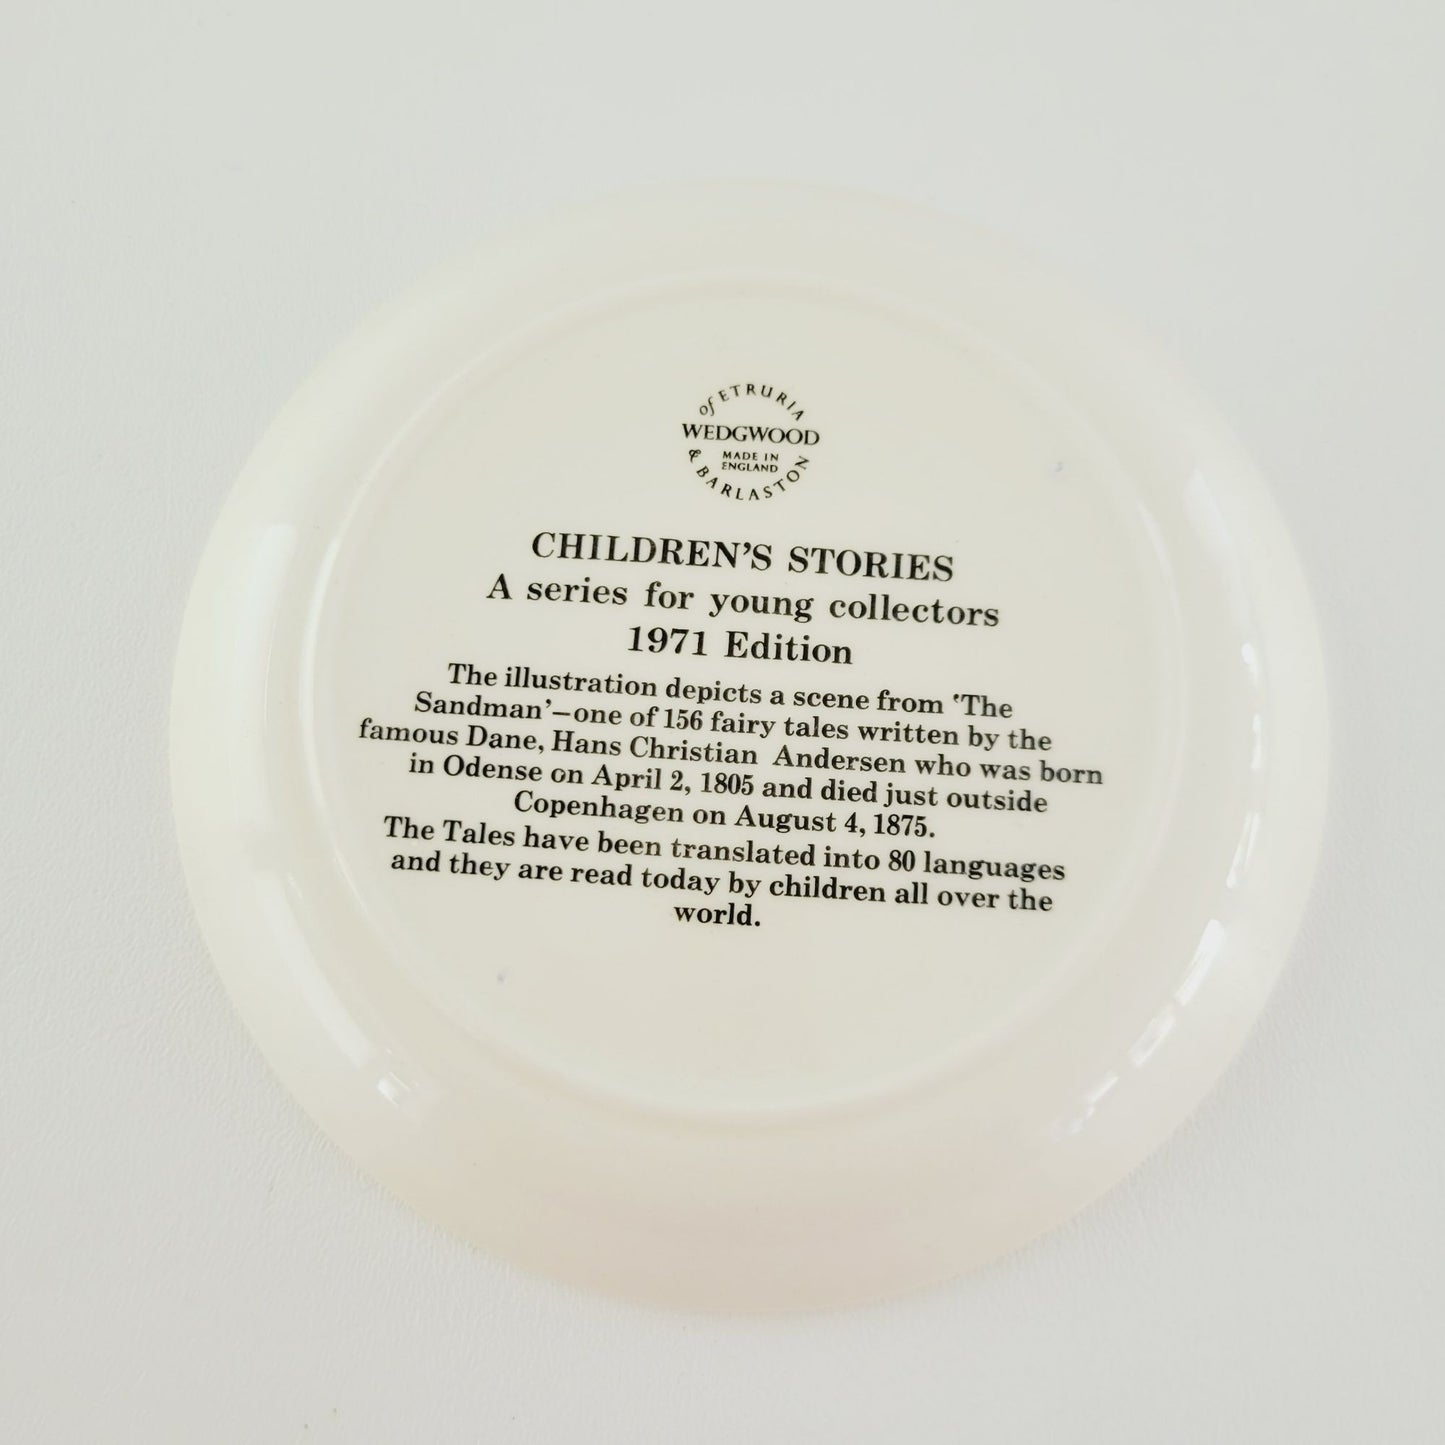 of ETRURIA
WEDGWOOD
MADE IN
ENGLAND
& BARLASTON
CHILDREN'S STORIES
A series for young collectors
1971 Edition
The illustration depicts a scene from ‘The
Sandman’—one of 156 fairy tales written by the
famous Dane, Hans Christian Andersen who was born
in Odense on April 2, 1805 and died just outside
Copenhagen on August 4, 1875.
The Tales have been translated into 80 languages
and they are read today by children all over the
world.